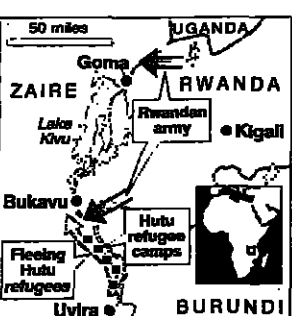 50 miles
UGANDA
Goma
ZAIRE
RWANDA
Rwandan
army
Lake
Kivu
Kigali
Bukavu
Hutu
refugee
camps
Fleeing
Hutu
refugees
Uvira
BURUNDI